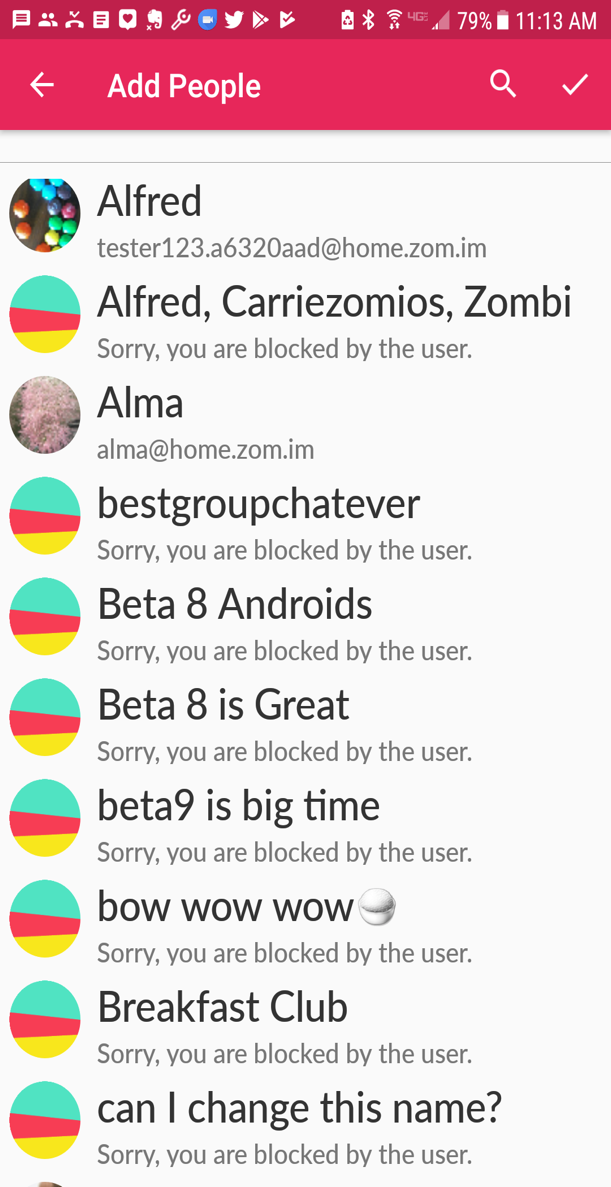 4GE 79% 11:13 AM
Add People
Alfred
tester123.a6320aad@home.zom.im
Alfred, Carriezomios, Zombi
Sorry, you are blocked by the user.
Alma
alma@home.zom.im
bestgroupchatever
Sorry, you are blocked by the user.
Beta 8 Androids
Sorry, you are blocked by the user.
Beta 8 is Great
Sorry, you are blocked by the user.
beta9 is big time
Sorry, you are blocked by the user.
bow wow wow
Sorry, you are blocked by the user.
Breakfast Club
Sorry, you are blocked by the user.
can I change this name?
Sorry, you are blocked by the user.